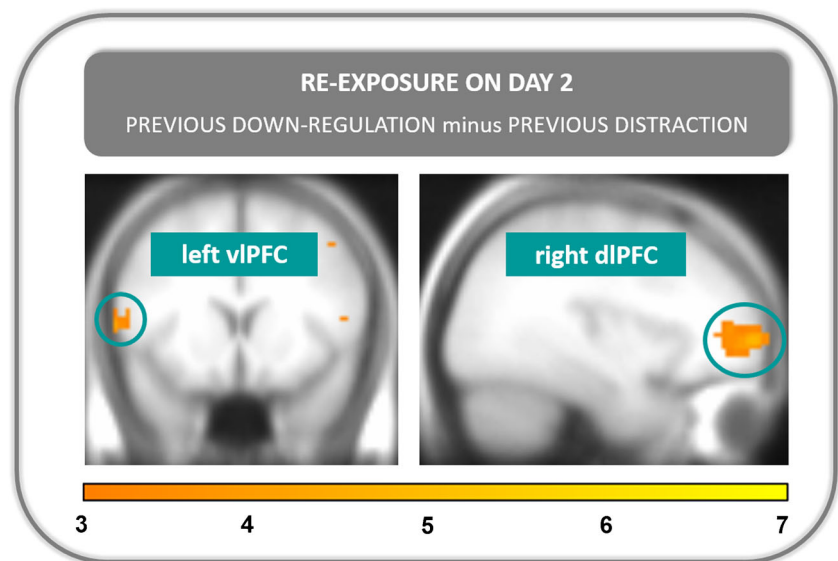 RE-EXPOSURE ON DAY 2
PREVIOUS DOWN-REGULATION minus PREVIOUS DISTRACTION
left vlPFC
right dlPFC
3 4 5 6 7